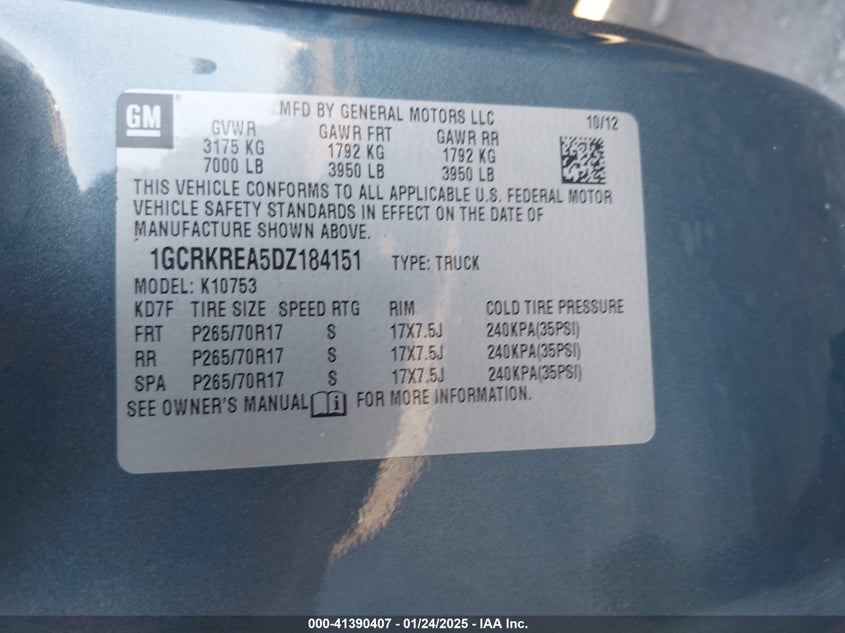 GM
MFD BY GENERAL MOTORS LLC
10/12
GVWR GAWR FRT GAWR RR
3175 KG 1792 KG 1792 KG
7000 LB 3950 LB 3950 LB
THIS VEHICLE CONFORMS TO ALL APPLICABLE U.S. FEDERAL MOTOR
VEHICLE SAFETY STANDARDS IN EFFECT ON THE DATE OF
MANUFACTURE SHOWN ABOVE.
1GCRKREA5DZ184151 TYPE: TRUCK
MODEL: K10753
KD7F TIRE SIZE SPEED RTG RIM COLD TIRE PRESSURE
FRT P265/70R17 S 17X7.5J 240KPA(35PSI)
RR P265/70R17 S 17X7.5J 240KPA(35PSI)
SPA P265/70R17 S 17X7.5J 240KPA(35PSI)
SEE OWNER'S MANUAL i FOR MORE INFORMATION.
000-41390407 - 01/24/2025 - IAA Inc.